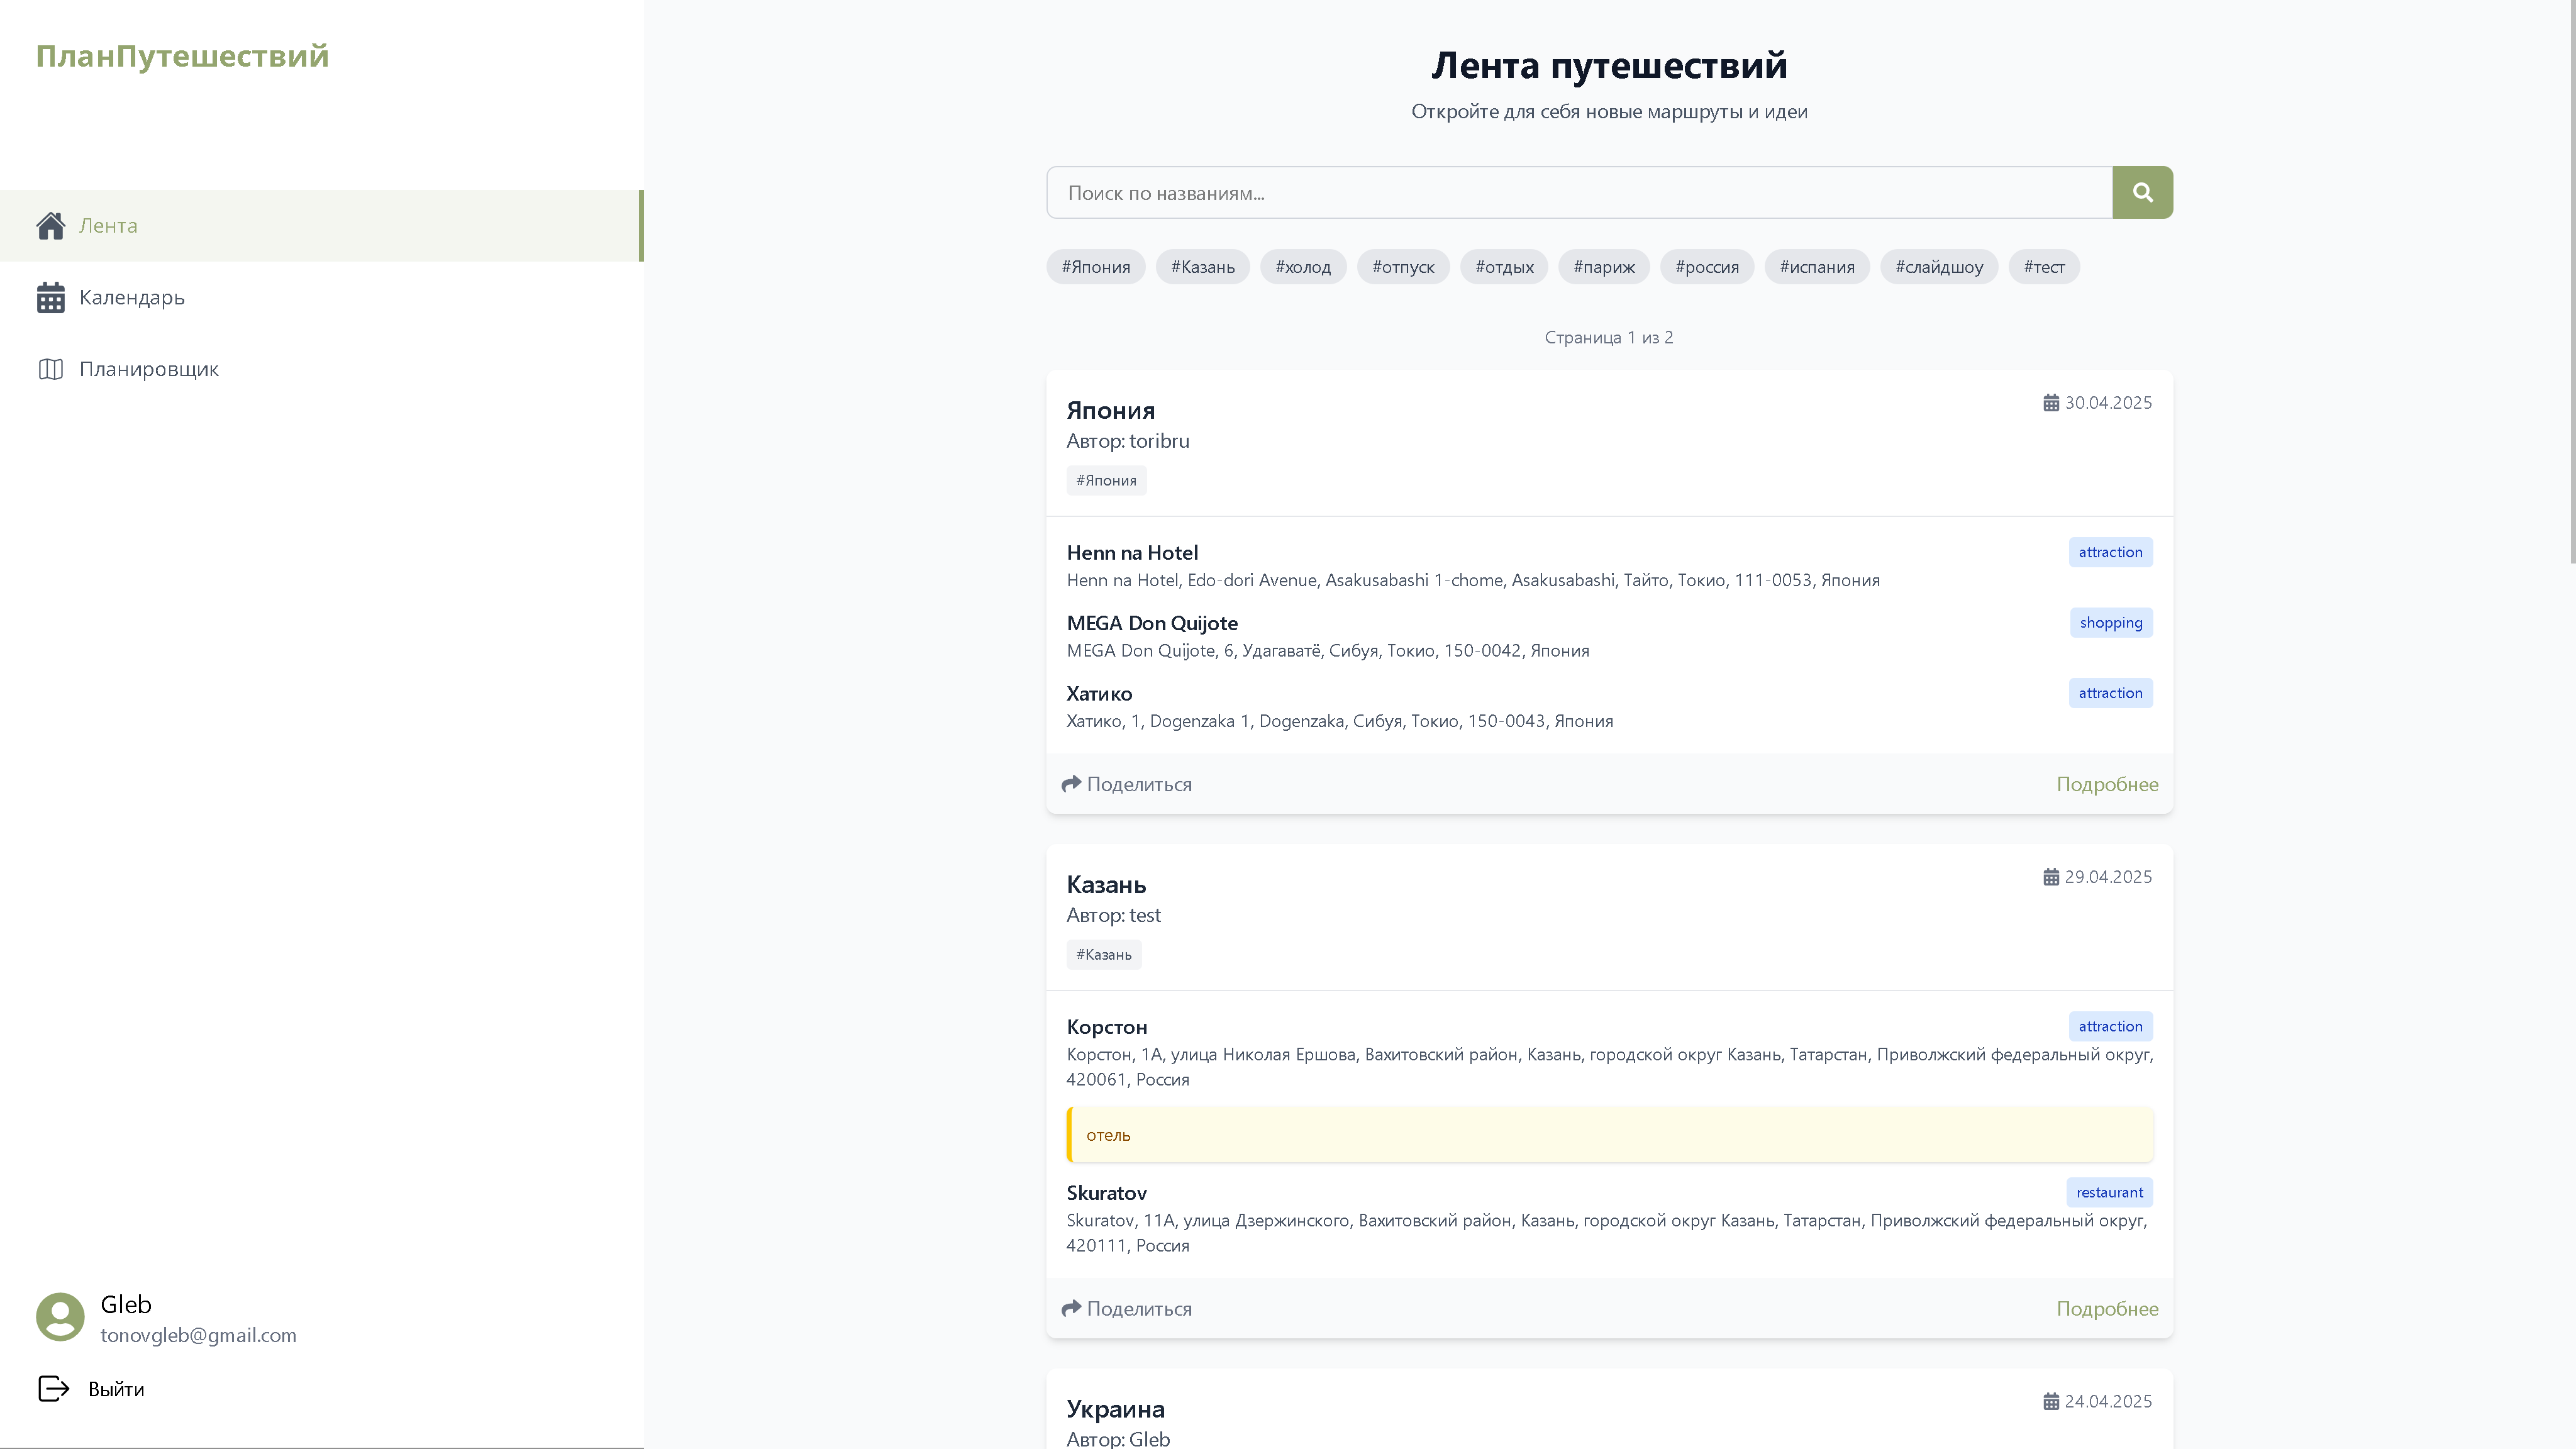 ПланПутешествий
Лента
Календарь
Планировщик
Gleb
tonovgleb@gmail.com
Выйти
Лента путешествий
Откройте для себя новые маршруты и идеи
Поиск по названиям...
#Япония #Казань #холод #отпуск #отдых #париж #россия #испания #слайдшоу #тест
Страница 1 из 2
Япония 30.04.2025
Автор: toribru
#Япония
Henn na Hotel attraction
Henn na Hotel, Edo-dori Avenue, Asakusabashi 1-chome, Asakusabashi, Тайто, Токио, 111-0053, Япония
MEGA Don Quijote shopping
MEGA Don Quijote, 6, Удагаватё, Сибуя, Токио, 150-0042, Япония
Хатико attraction
Хатико, 1, Dogenzaka 1, Dogenzaka, Сибуя, Токио, 150-0043, Япония
Поделиться Подробнее
Казань 29.04.2025
Автор: test
#Казань
Корстон attraction
Корстон, 1А, улица Николая Ершова, Вахитовский район, Казань, городской округ Казань, Татарстан, Приволжский федеральный округ,
420061, Россия
отель
Skuratov restaurant
Skuratov, 11А, улица Дзержинского, Вахитовский район, Казань, городской округ Казань, Татарстан, Приволжский федеральный округ,
420111, Россия
Поделиться Подробнее
Украина 24.04.2025
Автор: Gleb